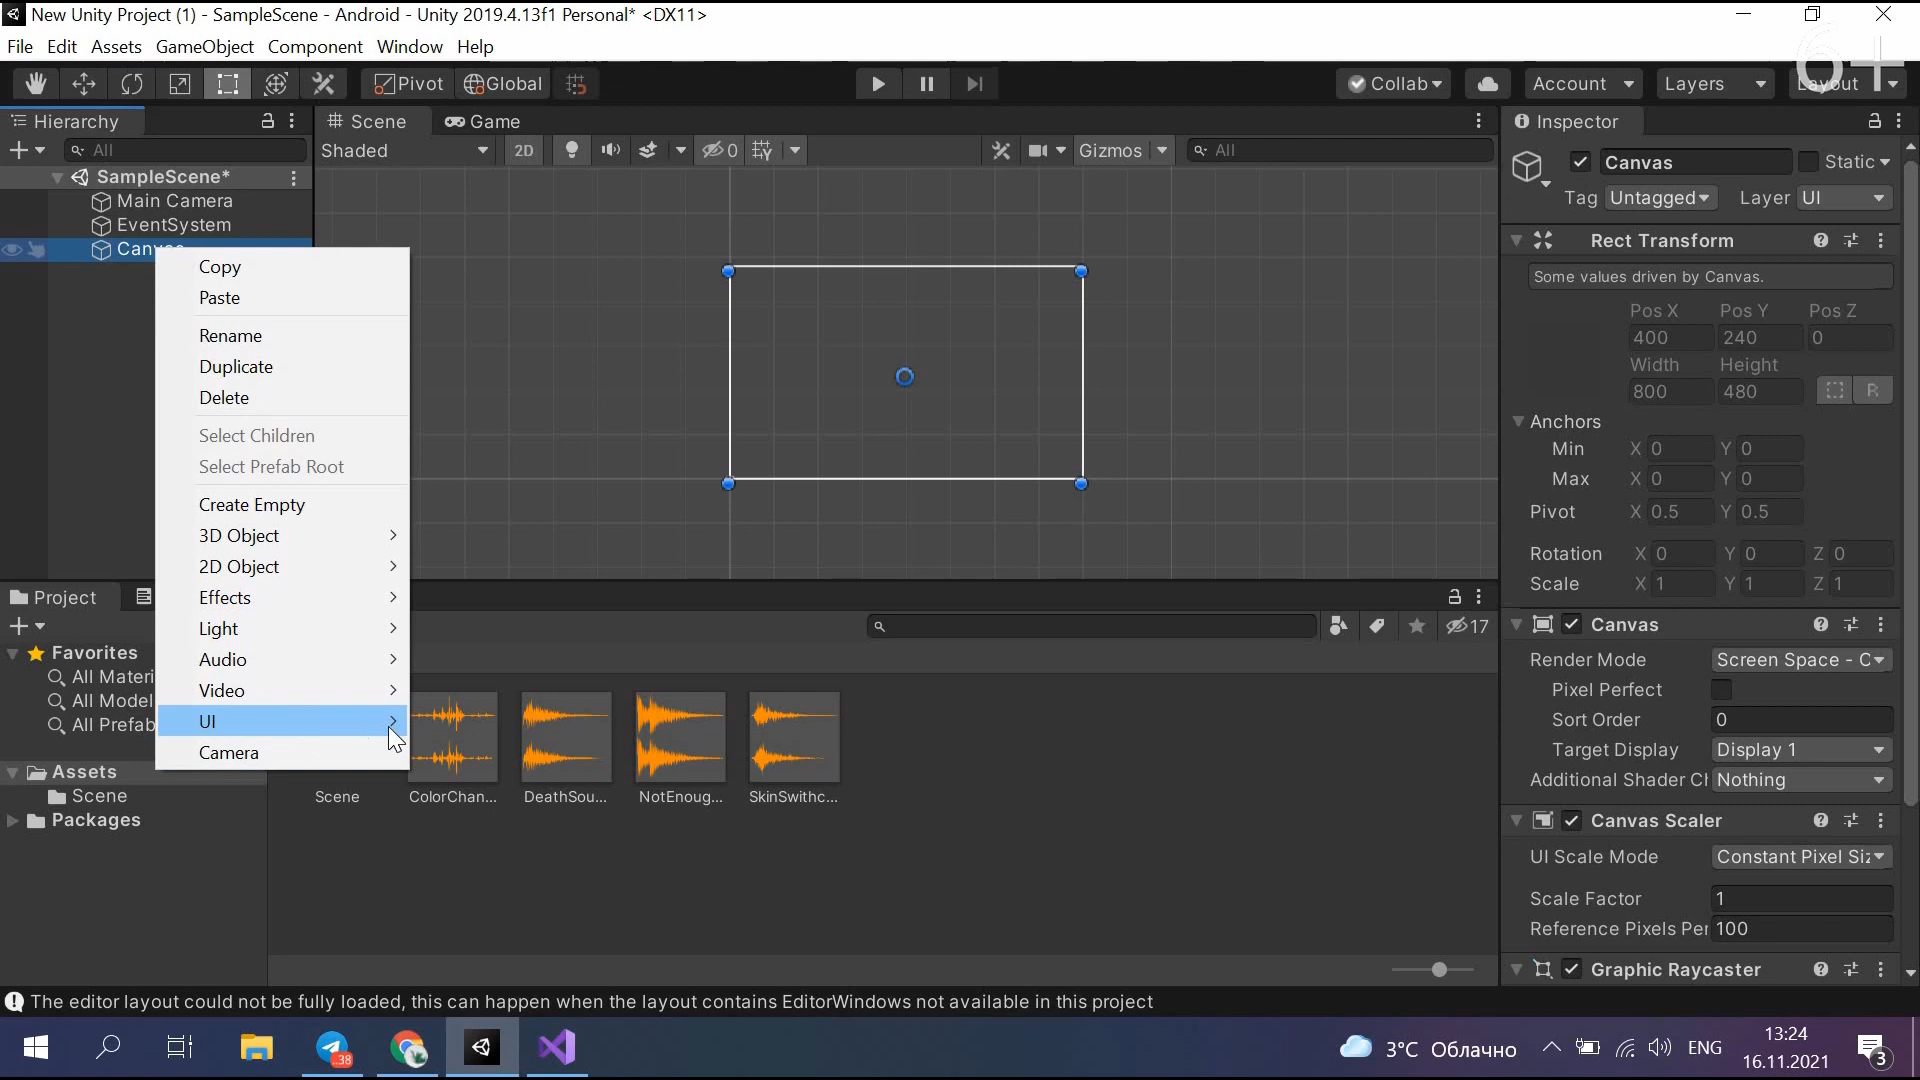 New Unity Project (1) - SampleScene - Android - Unity 2019.4.13f1 Personal* <DX11>
File Edit Assets GameObject Component Window Help
6+
Pivot Global Collab Account Layers Layout
Hierarchy
Scene Game
Inspector
All
Shaded 2D 0 Gizmos All
Canvas Static
SampleScene*
Main Camera
EventSystem
Tag Untagged Layer UI
Copy
Paste
Rename
Duplicate
Delete
Select Children
Select Prefab Root
Create Empty
3D Object
2D Object
Effects
Light
Audio
Video
UI
Camera
Rect Transform
Some values driven by Canvas.
Pos X Pos Y Pos Z
400 240 0
Width Height
800 480 R
Anchors
Min X 0 Y 0
Max X 0 Y 0
Pivot X 0.5 Y 0.5
Rotation X 0 Y 0 Z 0
Scale X 1 Y 1 Z 1
Canvas
Render Mode Screen Space - C
Pixel Perfect
Sort Order 0
Target Display Display 1
Additional Shader Cl Nothing
Canvas Scaler
UI Scale Mode Constant Pixel Siz
Scale Factor 1
Reference Pixels Per 100
Graphic Raycaster
Project
17
Favorites
All Materi
All Model
All Prefab
Assets
Scene
Packages
Scene ColorChan... DeathSou... NotEnoug... SkinSwithc...
The editor layout could not be fully loaded, this can happen when the layout contains EditorWindows not available in this project
38
3°C Облачно ENG
13:24
16.11.2021
3